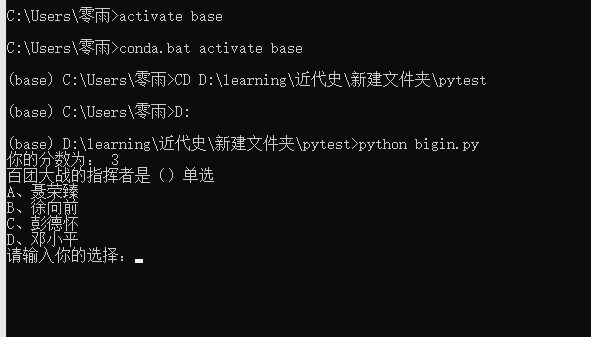 C:\Users\零雨>activate base
C:\Users\零雨>conda.bat activate base
(base) C:\Users\零雨>CD D:\learning\近代史\新建文件夹\pytest
(base) C:\Users\零雨>D:
(base) D:\learning\近代史\新建文件夹\pytest>python bigin.py
你的分数为： 3
百团大战的指挥者是（）单选
A、聂荣臻
B、徐向前
C、彭德怀
D、邓小平
请输入你的选择：